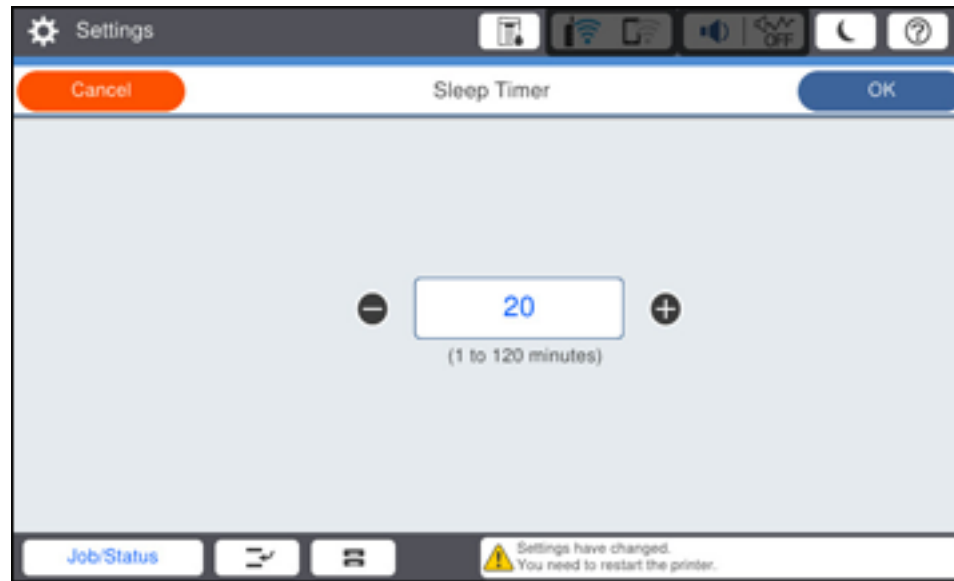 Settings
OFF
Cancel
Sleep Timer
OK
20
(1 to 120 minutes)
Job/Status
Settings have changed.
You need to restart the printer.